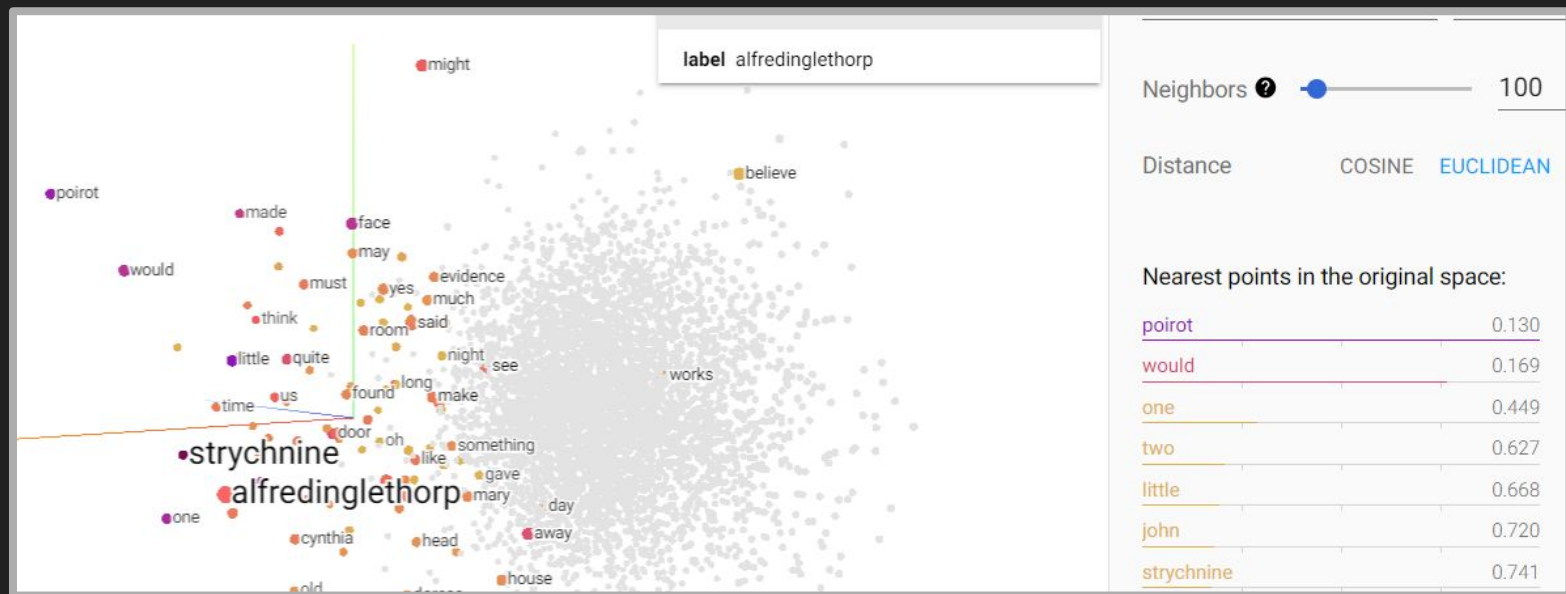 might
label alfredinglethorp
Neighbors ? 100
believe
Distance COSINE EUCLIDEAN
poirot
made
face
may
would
evidence
must
yes
much
Nearest points in the original space:
think
said
room
poirot 0.130
little
quite
night
see
works
would 0.169
long
found
make
us
time
one 0.449
door
oh
something
two 0.627
strychnine
like
gave
little 0.668
alfredinglethorp
mary
day
one
john 0.720
cynthia
head
away
strychnine 0.741
house
old